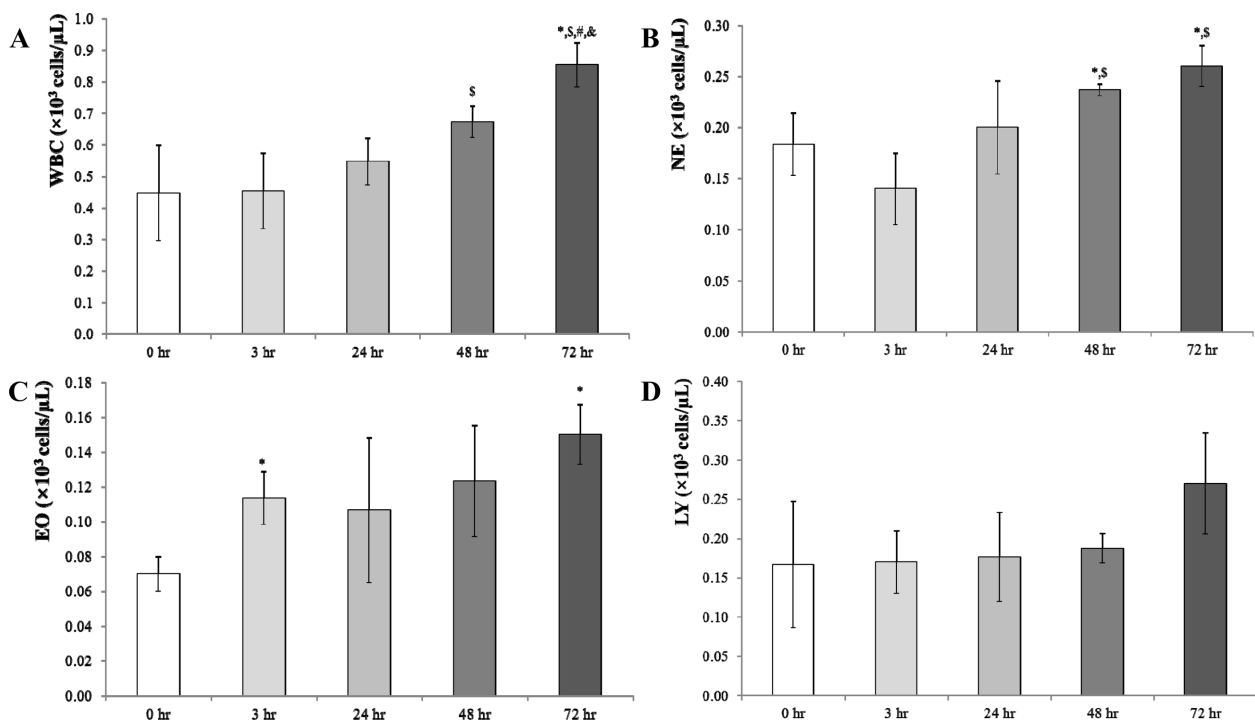 A
WBC (×10³ cells/μL)
1.0
0.9
0.8
0.7
0.6
0.5
0.4
0.3
0.2
0.1
0.0
$
*,$,#,&
0 hr
3 hr
24 hr
48 hr
72 hr
B
NE (×10³ cells/μL)
0.30
0.25
0.20
0.15
0.10
0.05
0.00
*,$
*,$
0 hr
3 hr
24 hr
48 hr
72 hr
C
EO (×10³ cells/μL)
0.18
0.16
0.14
0.12
0.10
0.08
0.06
0.04
0.02
0.00
*
*
0 hr
3 hr
24 hr
48 hr
72 hr
D
LY (×10³ cells/μL)
0.40
0.35
0.30
0.25
0.20
0.15
0.10
0.05
0.00
0 hr
3 hr
24 hr
48 hr
72 hr